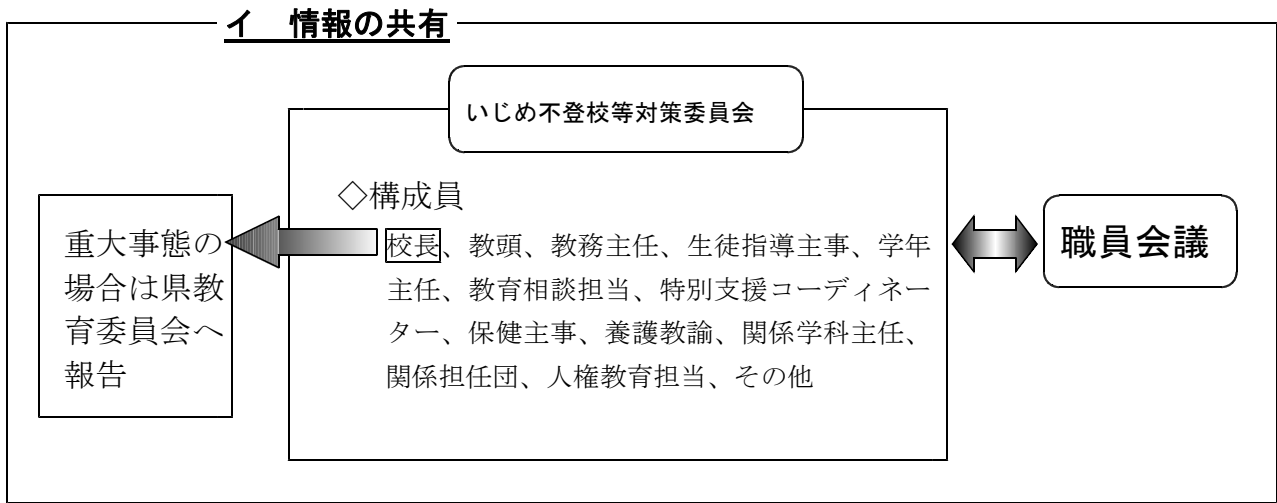 イ　情報の共有
いじめ不登校等対策委員会
◇構成員
校長、教頭、教務主任、生徒指導主事、学年
主任、教育相談担当、特別支援コーディネー
ター、保健主事、養護教諭、関係学科主任、
関係担任団、人権教育担当、その他
重大事態の
場合は県教
育委員会へ
報告
職員会議